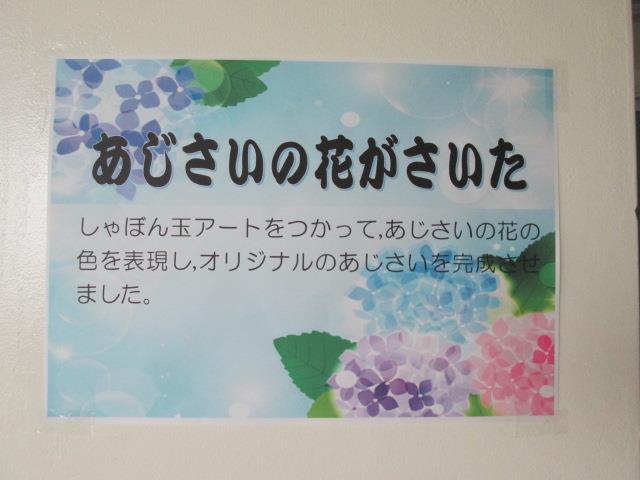 あじさいの花がさいた
しゃぼん玉アートをつかって,あじさいの花の
色を表現し,オリジナルのあじさいを完成させ
ました。